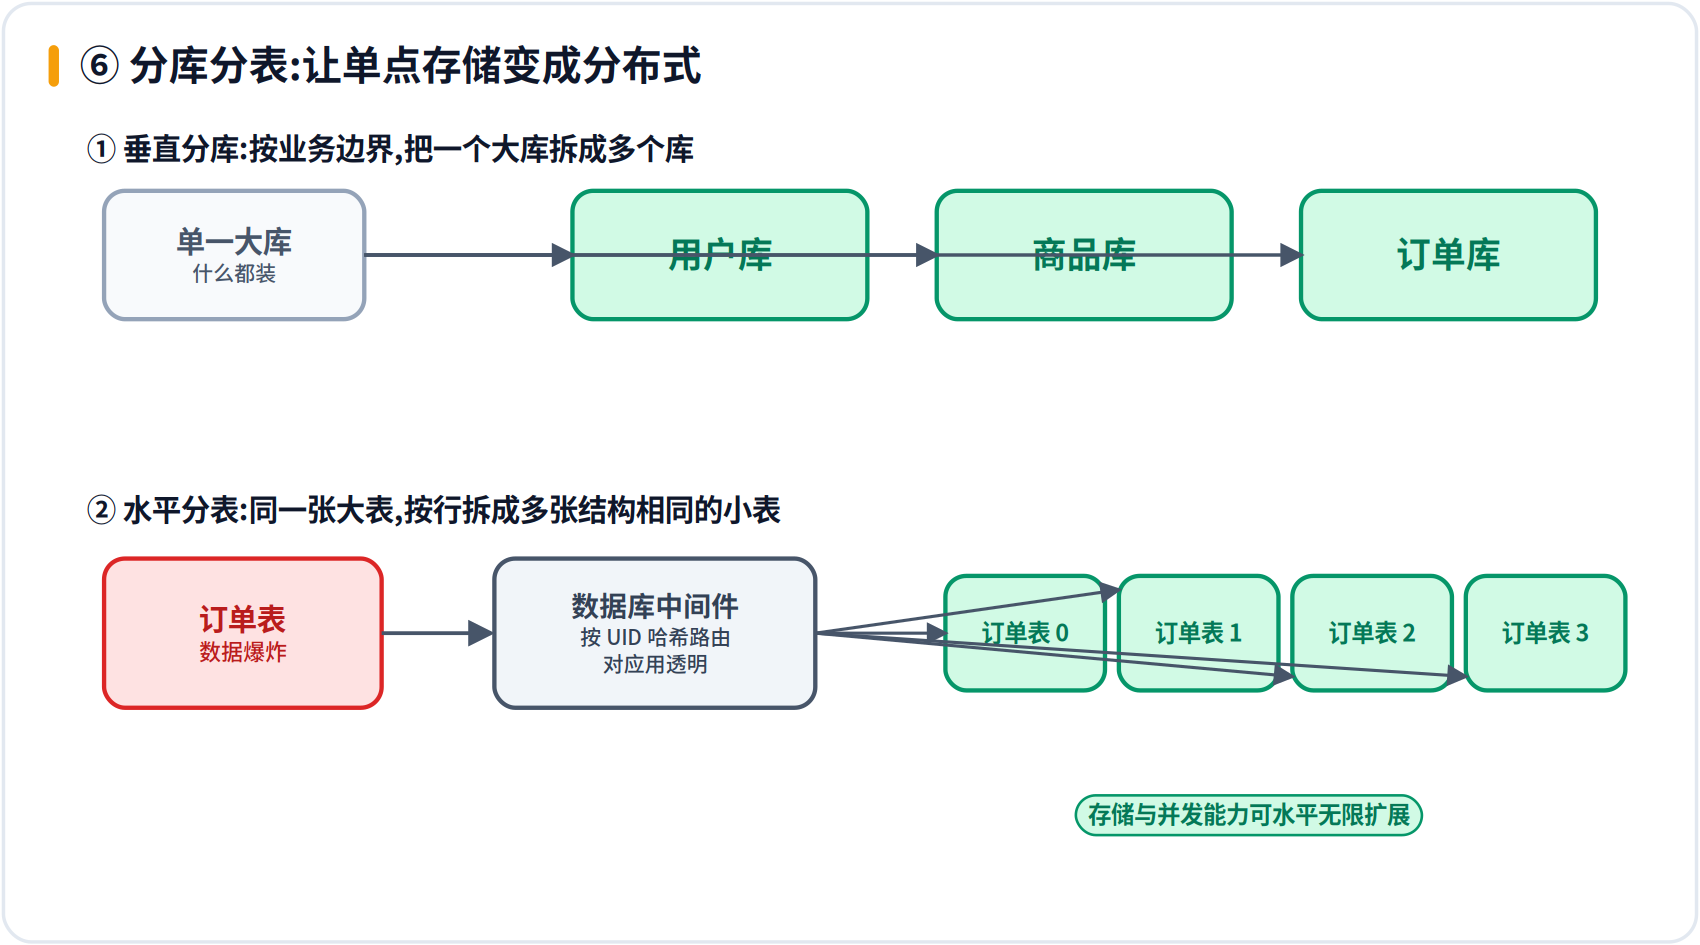 ⑥ 分库分表:让单点存储变成分布式
① 垂直分库:按业务边界,把一个大库拆成多个库
单一大库
什么都装
用户库
商品库
订单库
② 水平分表:同一张大表,按行拆成多张结构相同的小表
订单表
数据爆炸
数据库中间件
按 UID 哈希路由
对应用透明
订单表 0
订单表 1
订单表 2
订单表 3
存储与并发能力可水平无限扩展